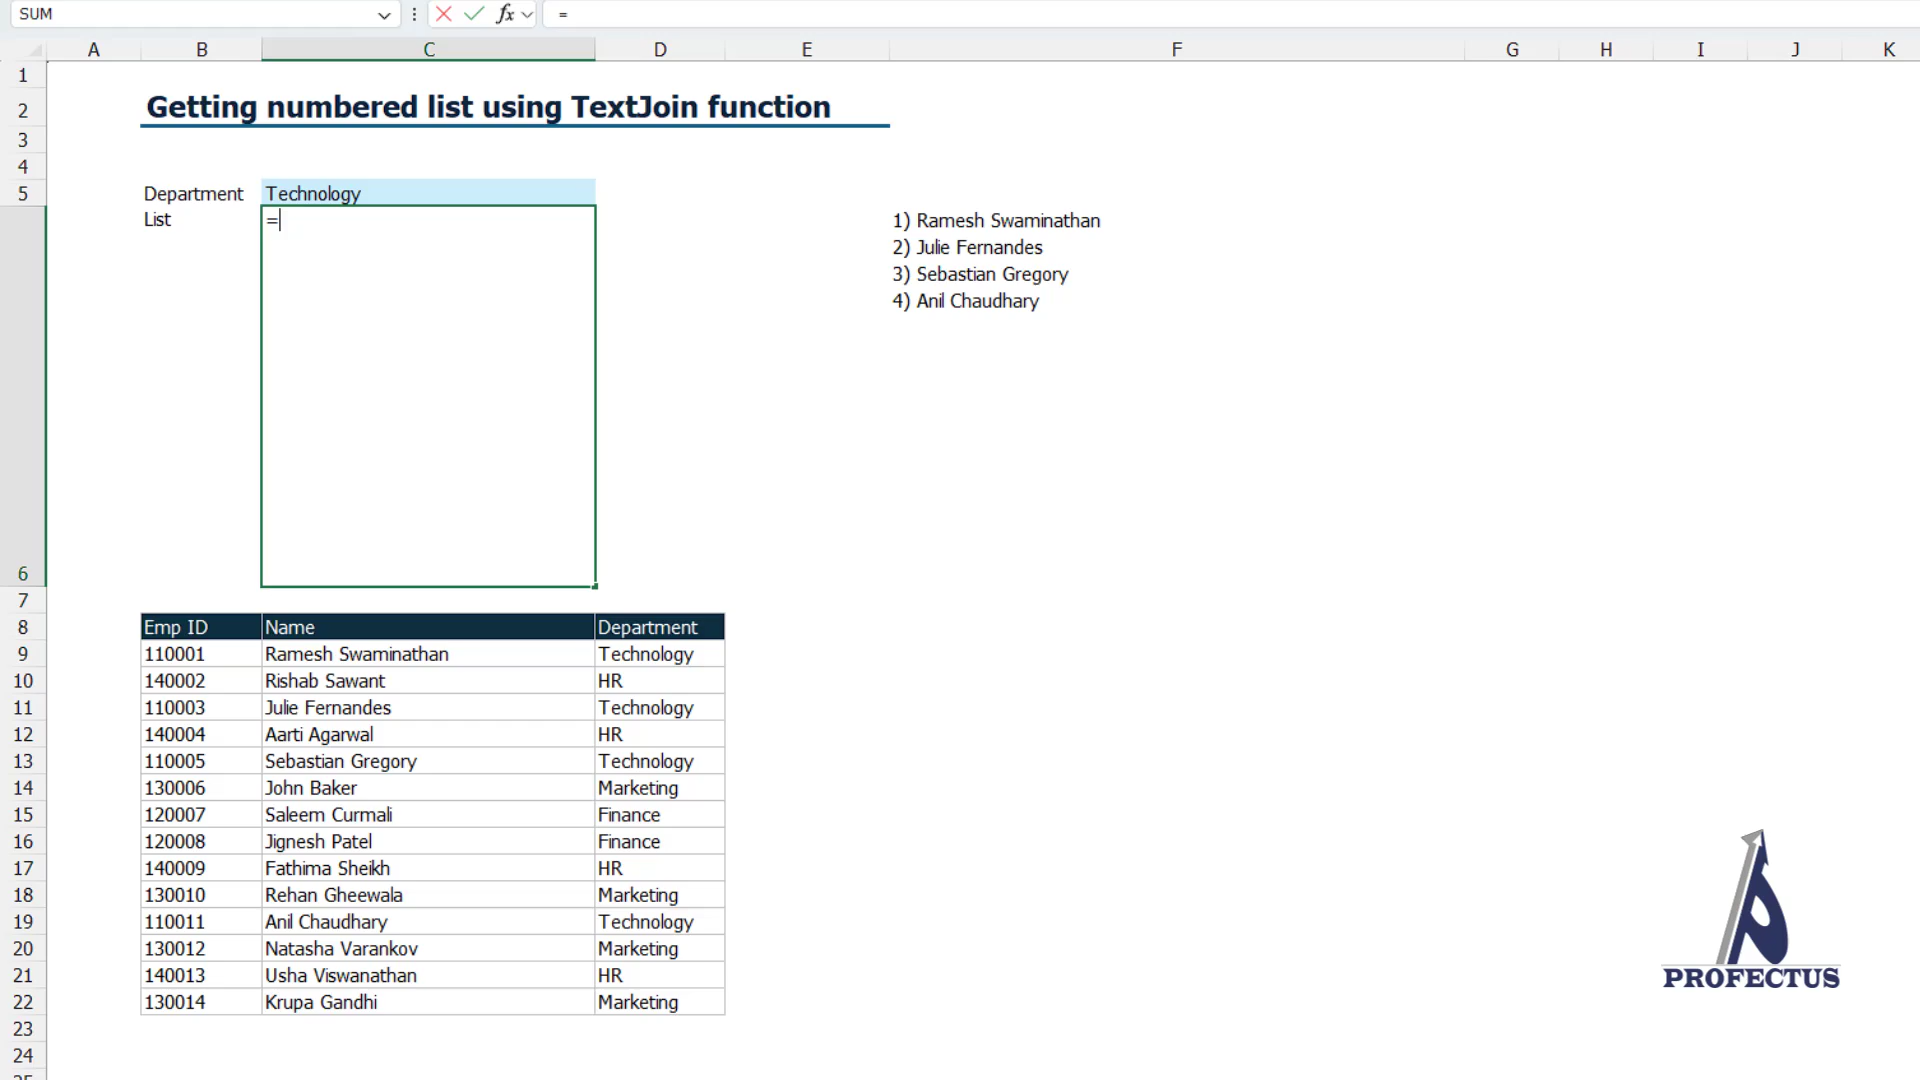 SUM fx =
A B C D E F G H I J K
1
2 Getting numbered list using TextJoin function
3
4
5 Department Technology
List = 1) Ramesh Swaminathan
2) Julie Fernandes
3) Sebastian Gregory
4) Anil Chaudhary
6
7
8 Emp ID Name Department
9 110001 Ramesh Swaminathan Technology
10 140002 Rishab Sawant HR
11 110003 Julie Fernandes Technology
12 140004 Aarti Agarwal HR
13 110005 Sebastian Gregory Technology
14 130006 John Baker Marketing
15 120007 Saleem Curmali Finance
16 120008 Jignesh Patel Finance
17 140009 Fathima Sheikh HR
18 130010 Rehan Gheewala Marketing
19 110011 Anil Chaudhary Technology
20 130012 Natasha Varankov Marketing
21 140013 Usha Viswanathan HR
22 130014 Krupa Gandhi Marketing
23
24
PROFECTUS